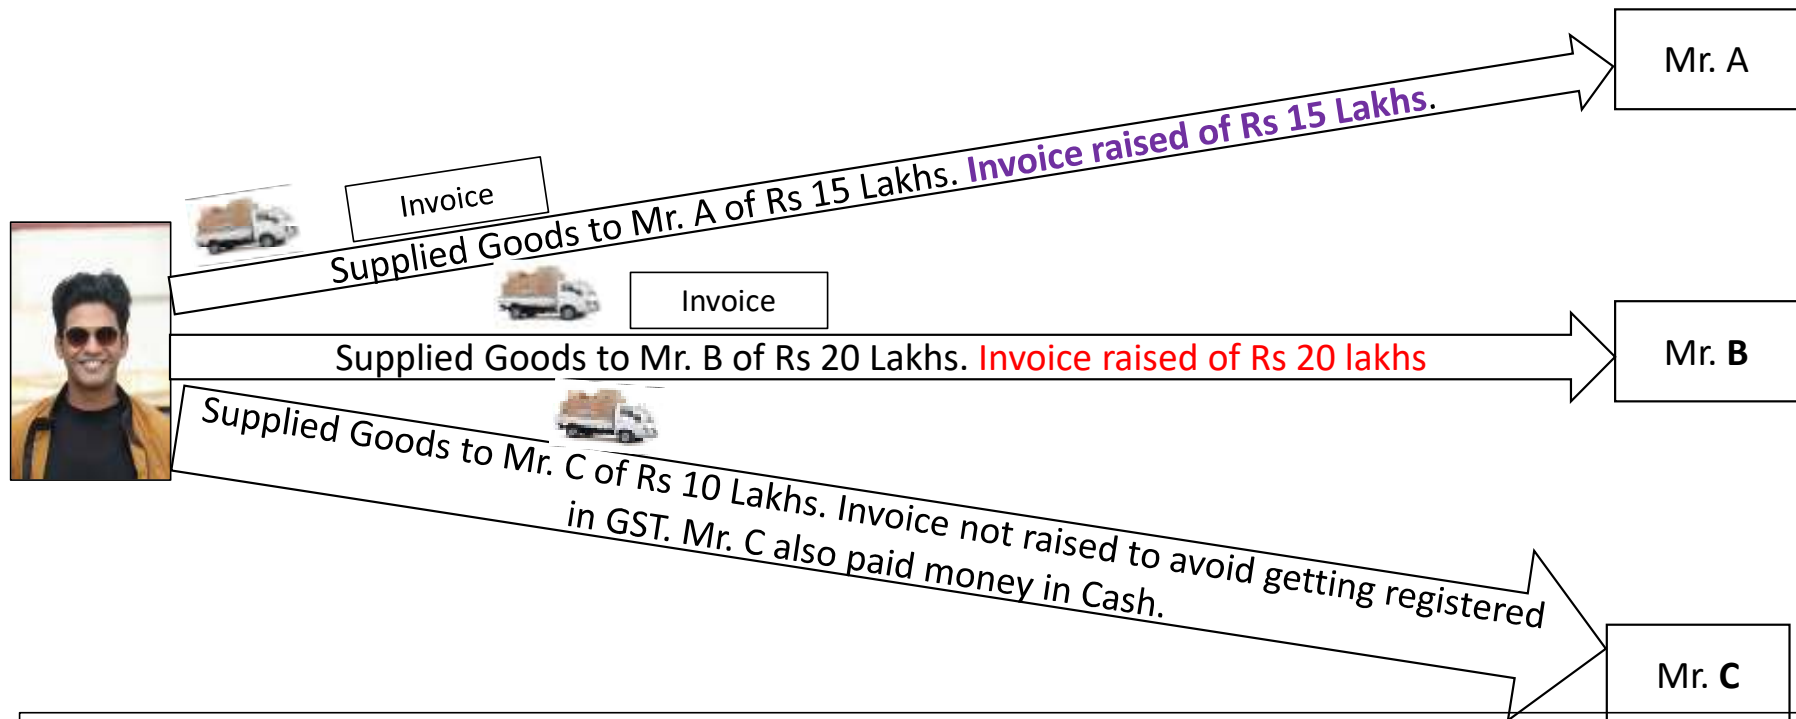 Mr. A
Invoice
Supplied Goods to Mr. A of Rs 15 Lakhs. Invoice raised of Rs 15 Lakhs.
Invoice
Supplied Goods to Mr. B of Rs 20 Lakhs. Invoice raised of Rs 20 lakhs
Mr. B
Supplied Goods to Mr. C of Rs 10 Lakhs. Invoice not raised to avoid getting registered
in GST. Mr. C also paid money in Cash.
Mr. C